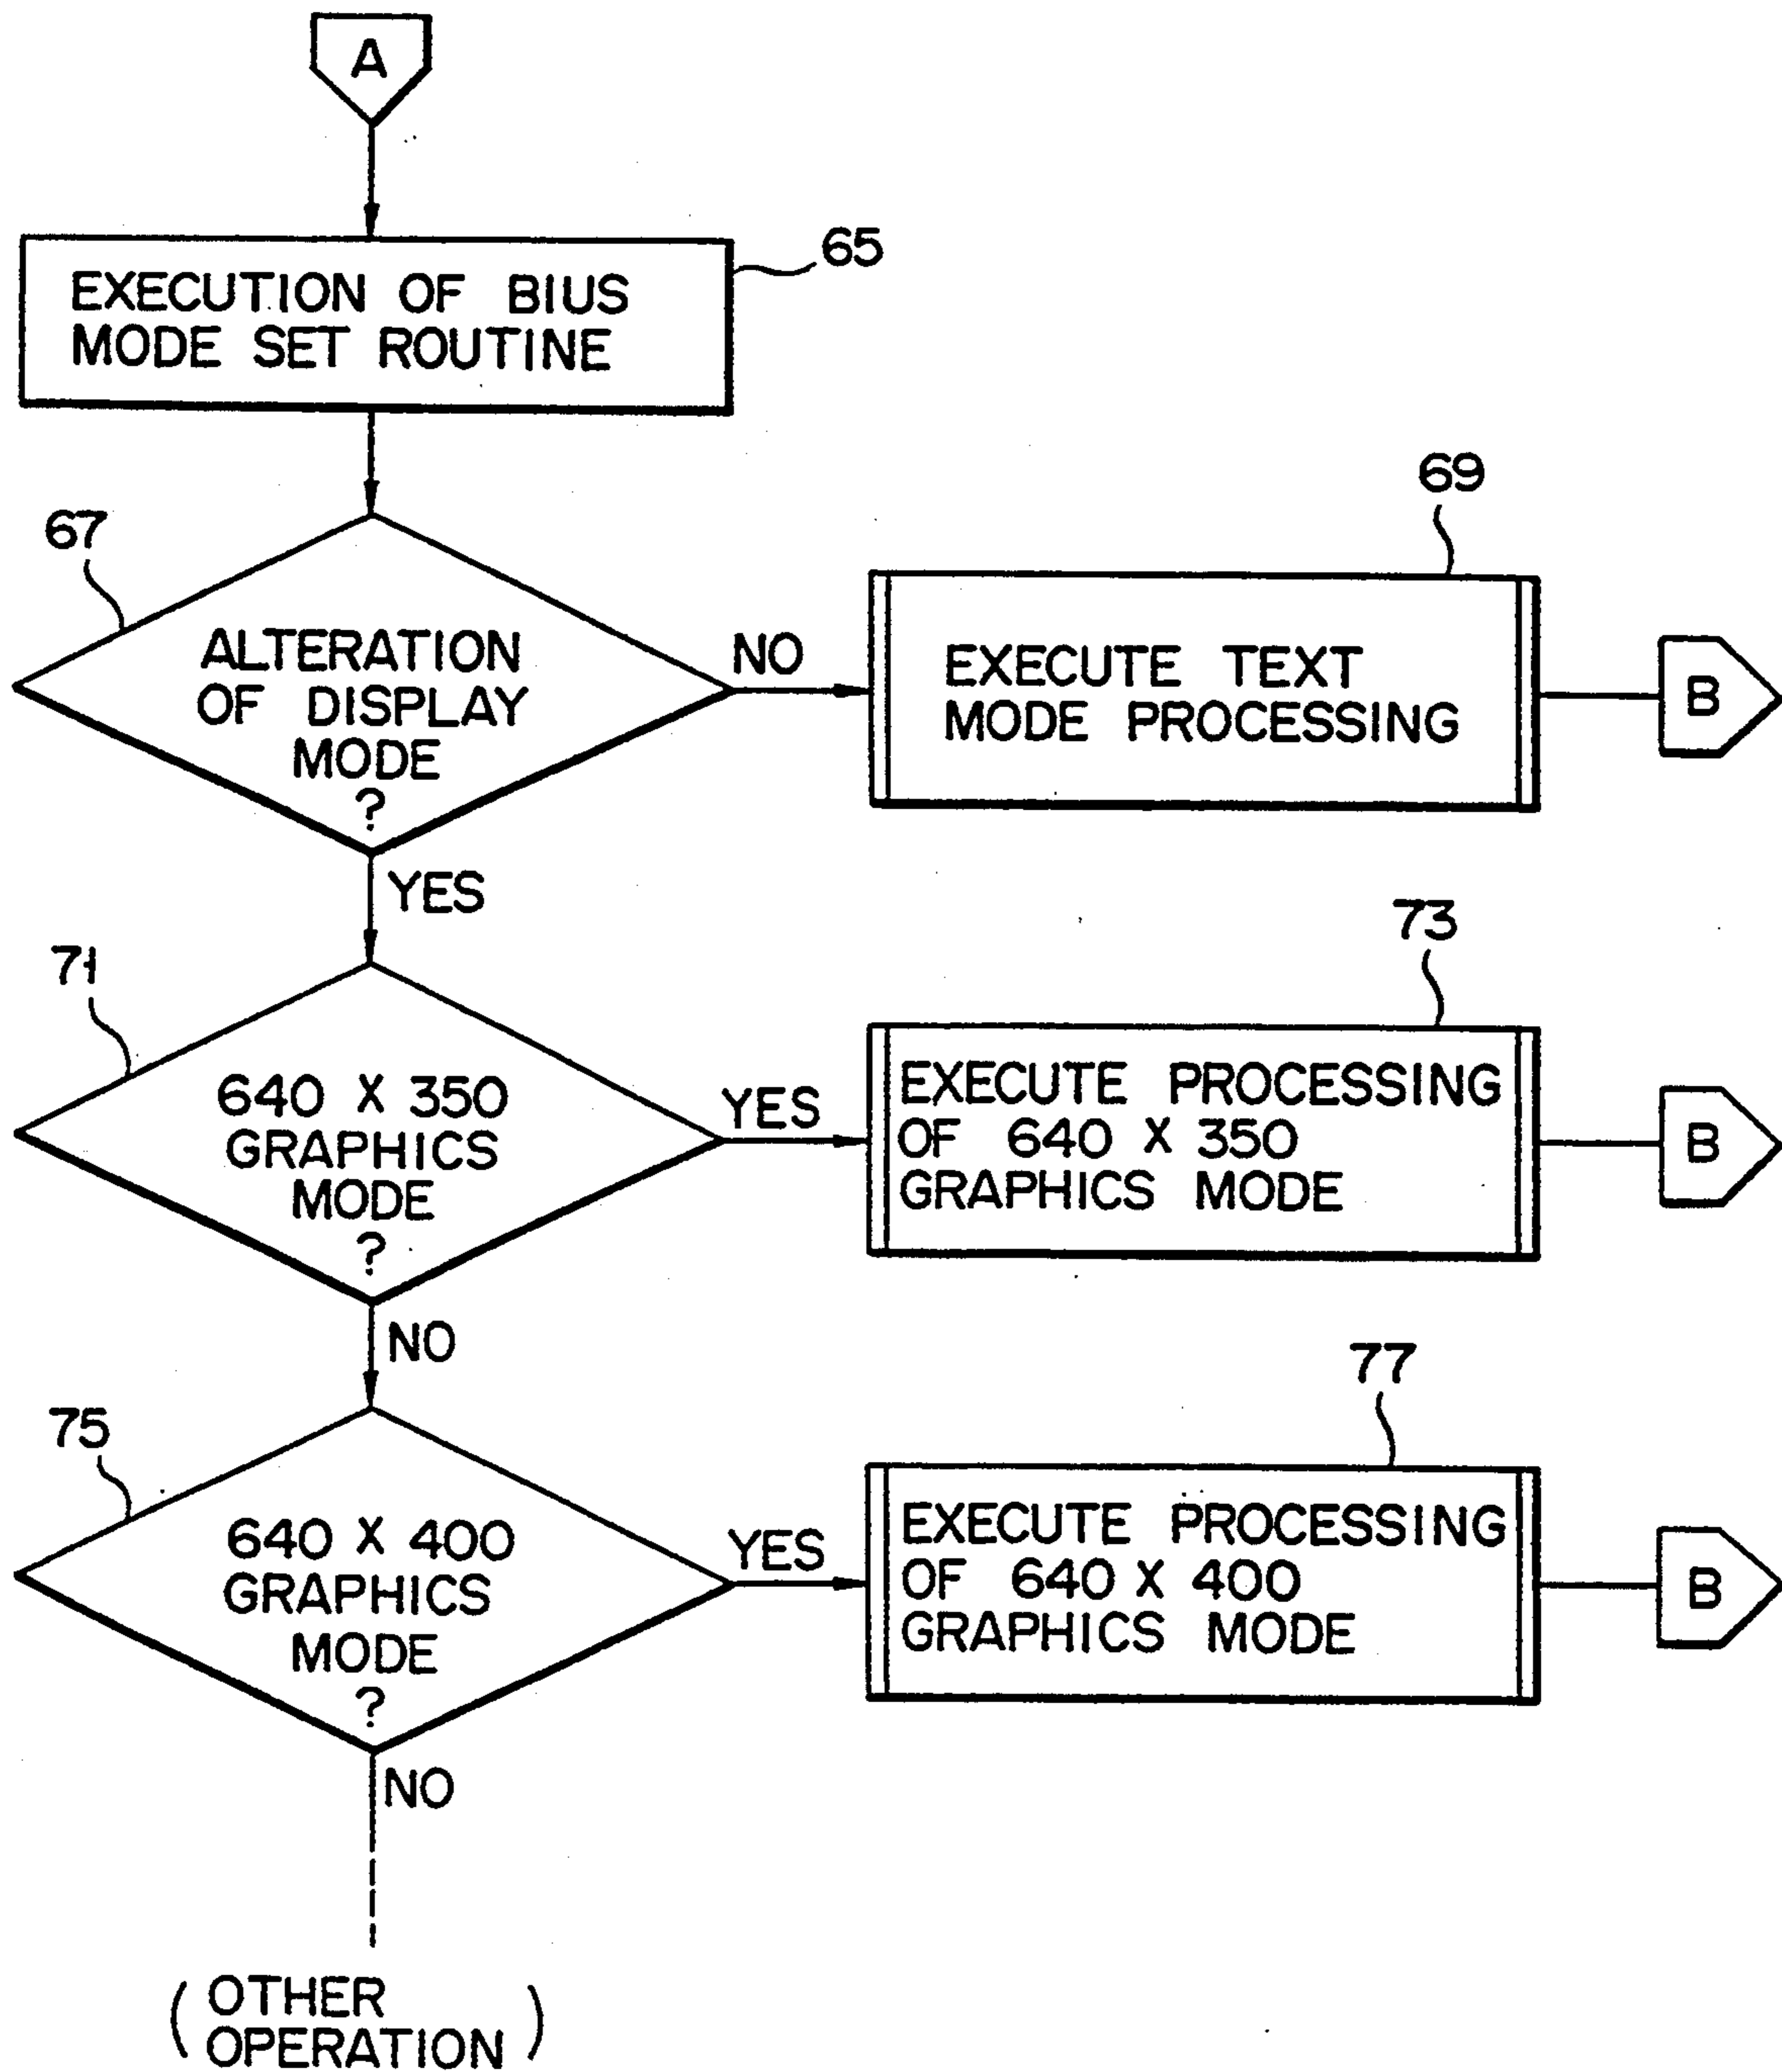 A
EXECUTION OF BIUS
MODE SET ROUTINE
65
67
ALTERATION
OF DISPLAY
MODE
?
NO
69
EXECUTE TEXT
MODE PROCESSING
B
YES
71
640 X 350
GRAPHICS
MODE
?
YES
73
EXECUTE PROCESSING
OF 640 X 350
GRAPHICS MODE
B
NO
75
640 X 400
GRAPHICS
MODE
?
YES
77
EXECUTE PROCESSING
OF 640 X 400
GRAPHICS MODE
B
NO
( OTHER
OPERATION )